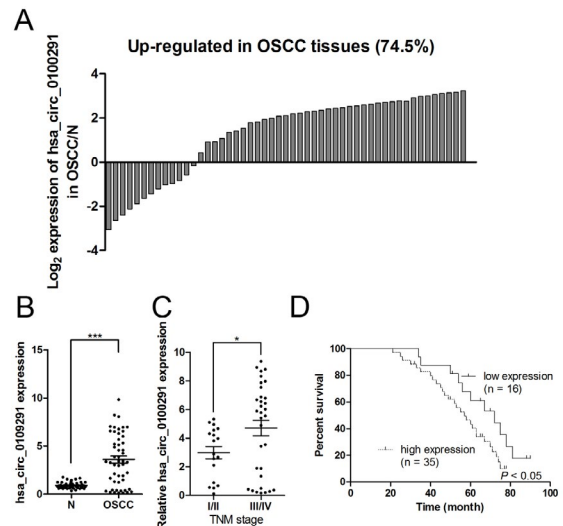 A
Up-regulated in OSCC tissues (74.5%)
Log2 expression of hsa_circ_0100291
in OSCC/N
4
2
0
-2
-4
B
hsa_circ_0109291 expression
15
10
5
0
***
N
OSCC
C
Relative hsa_circ_0100291 expression
10
8
6
4
2
0
*
I/II
III/IV
TNM stage
D
Percent survival
100
80
60
40
20
0
low expression
(n = 16)
high expression
(n = 35)
P < 0.05
0
20
40
60
80
100
Time (month)